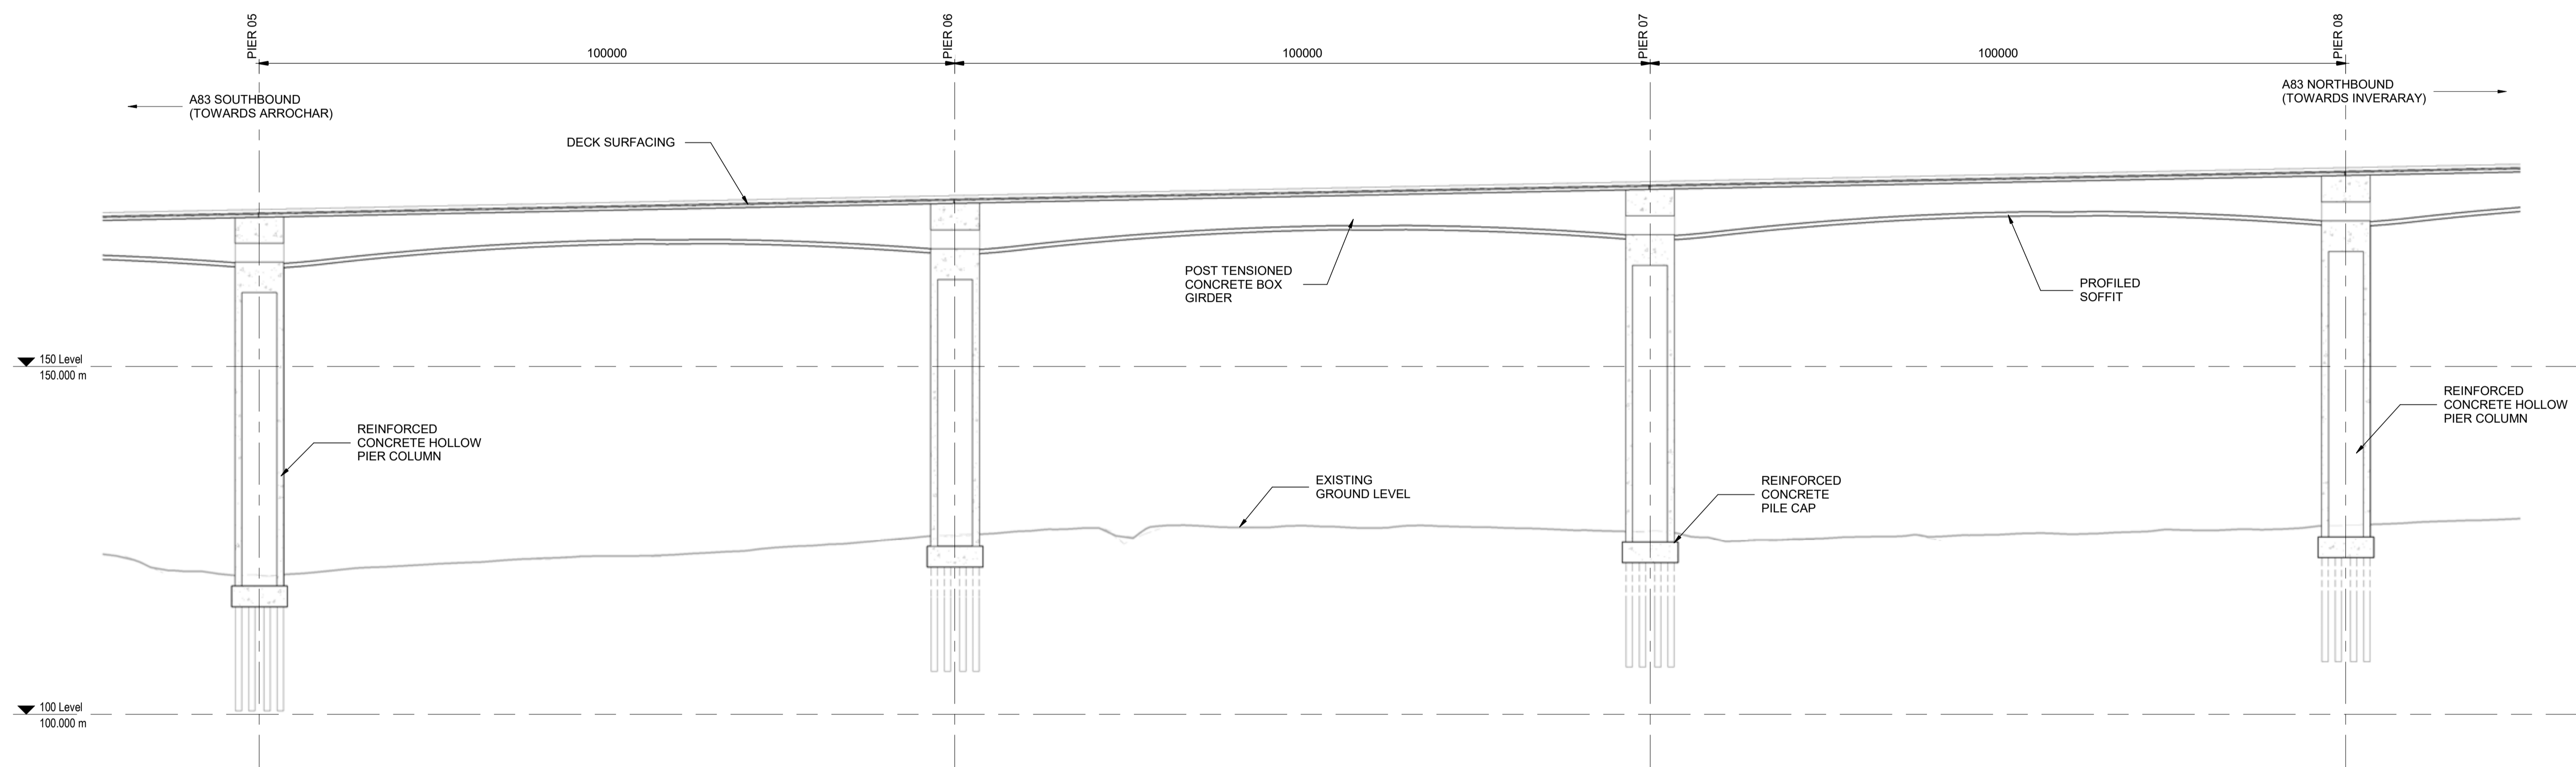 PIER 05
PIER 06
PIER 07
PIER 08
100000
100000
100000
A83 SOUTHBOUND
(TOWARDS ARROCHAR)
A83 NORTHBOUND
(TOWARDS INVERARAY)
DECK SURFACING
POST TENSIONED
CONCRETE BOX
GIRDER
PROFILED
SOFFIT
150 Level
150.000 m
REINFORCED
CONCRETE HOLLOW
PIER COLUMN
REINFORCED
CONCRETE HOLLOW
PIER COLUMN
EXISTING
GROUND LEVEL
REINFORCED
CONCRETE
PILE CAP
100 Level
100.000 m